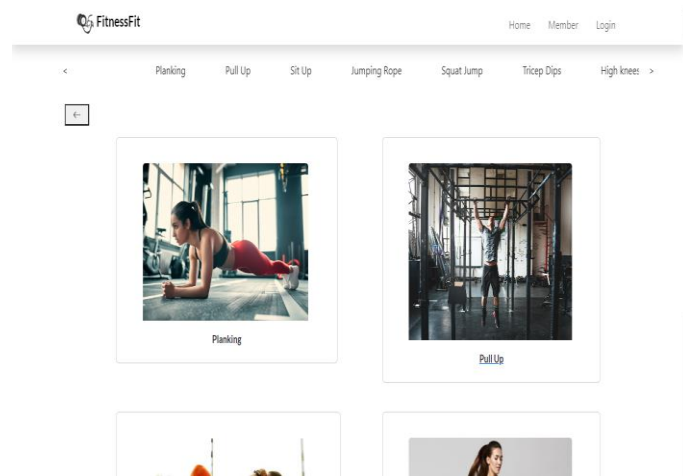 FitnessFit
Home Member Login
< Planking Pull Up Sit Up Jumping Rope Squat Jump Tricep Dips High knees >
←
Planking
Pull Up